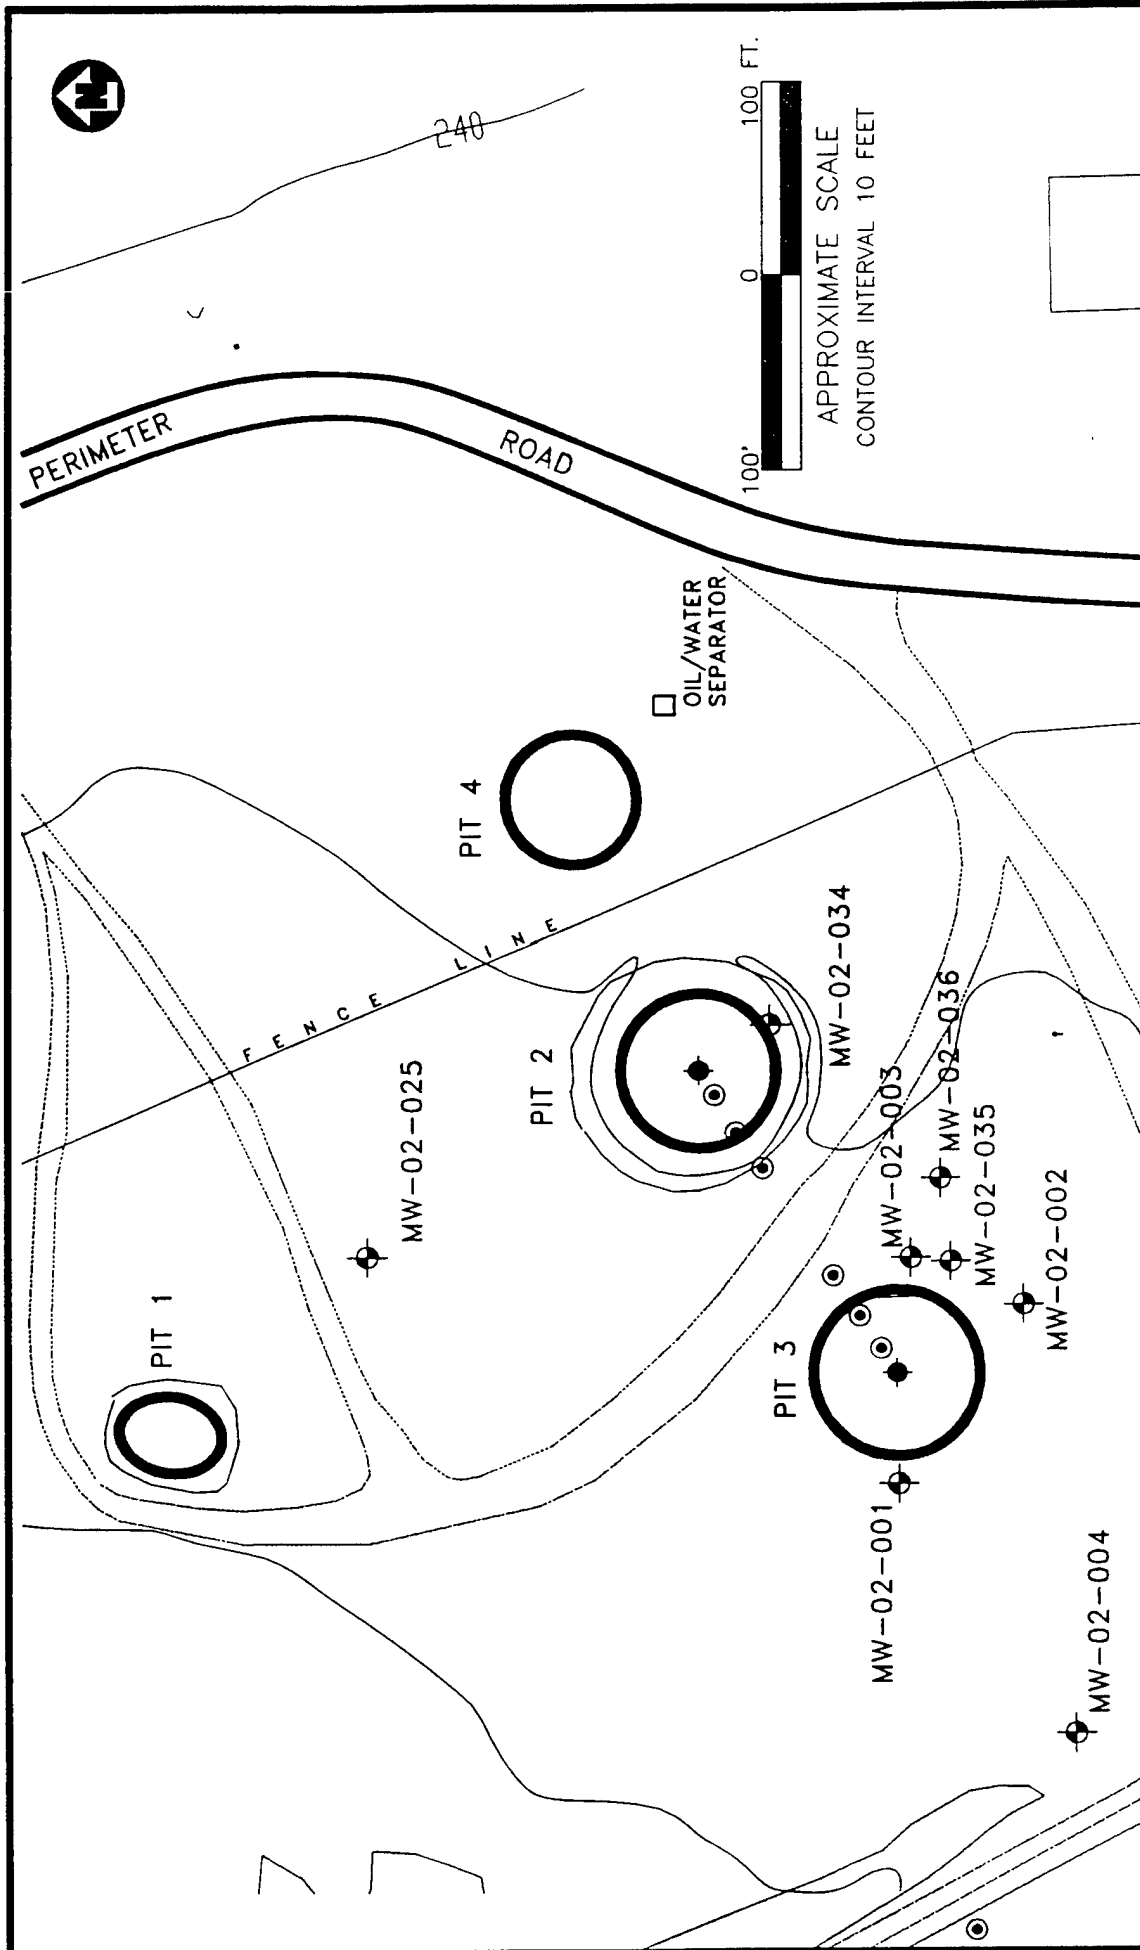 N
240
100' 0 100 FT.
APPROXIMATE SCALE
CONTOUR INTERVAL 10 FEET
PERIMETER ROAD
OIL/WATER
SEPARATOR
PIT 4
FENCE LINE
PIT 2
MW-02-034
MW-02-025
MW-02-036
MW-02-003
MW-02-035
MW-02-002
PIT 1
PIT 3
MW-02-001
MW-02-004